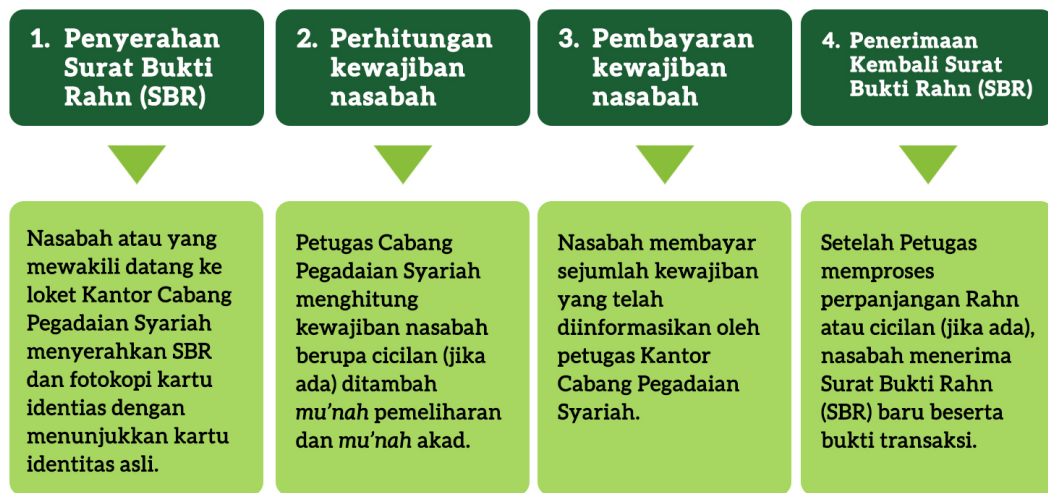 1. Penyerahan
Surat Bukti
Rahn (SBR)
Nasabah atau yang
mewakili datang ke
loket Kantor Cabang
Pegadaian Syariah
menyerahkan SBR
dan fotokopi kartu
identias dengan
menunjukkan kartu
identitas asli.
2. Perhitungan
kewajiban
nasabah
Petugas Cabang
Pegadaian Syariah
menghitung
kewajiban nasabah
berupa cicilan (jika
ada) ditambah
mu’nah pemeliharan
dan mu’nah akad.
3. Pembayaran
kewajiban
nasabah
Nasabah membayar
sejumlah kewajiban
yang telah
diinformasikan oleh
petugas Kantor
Cabang Pegadaian
Syariah.
4. Penerimaan
Kembali Surat
Bukti Rahn (SBR)
Setelah Petugas
memproses
perpanjangan Rahn
atau cicilan (jika ada),
nasabah menerima
Surat Bukti Rahn
(SBR) baru beserta
bukti transaksi.